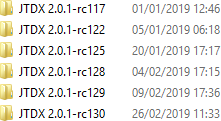 JTDX 2.0.1-rc117 01/01/2019 12:46
JTDX 2.0.1-rc122 05/01/2019 06:18
JTDX 2.0.1-rc125 20/01/2019 17:17
JTDX 2.0.1-rc128 04/02/2019 17:15
JTDX 2.0.1-rc129 09/02/2019 17:36
JTDX 2.0.1-rc130 26/02/2019 11:33